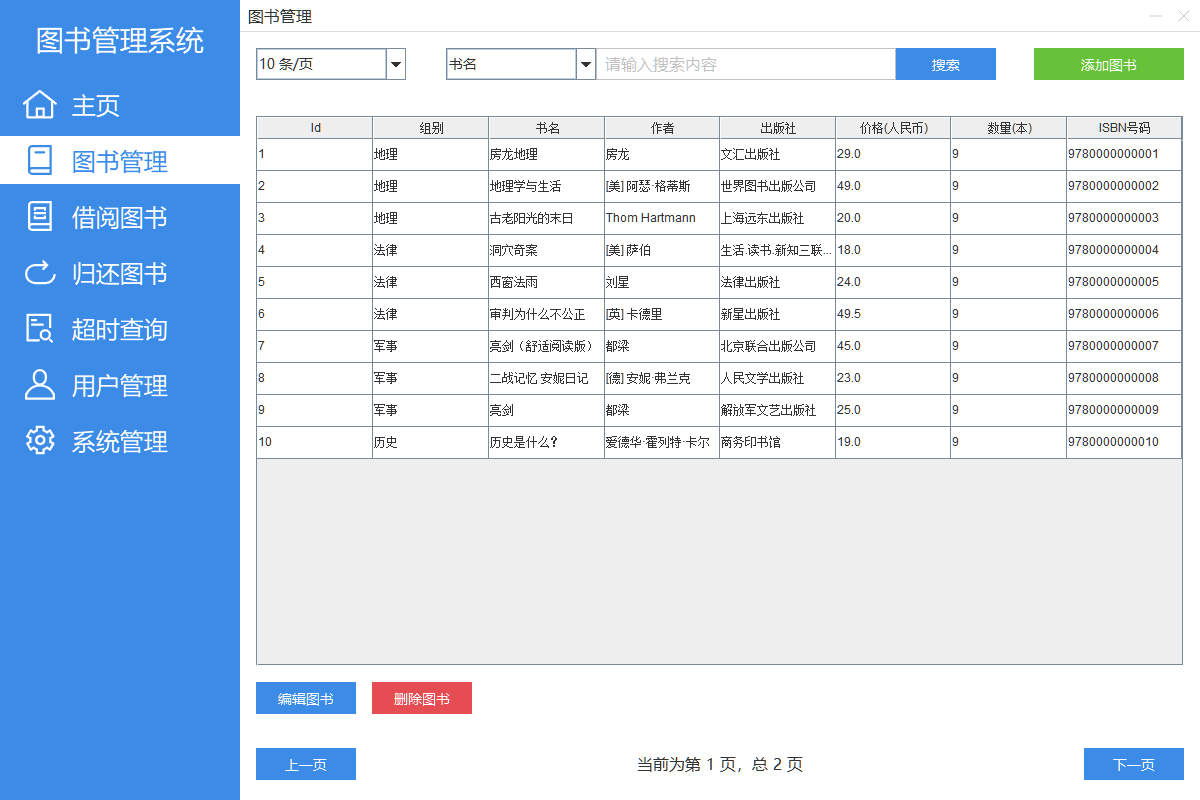 图书管理系统
主页
图书管理
借阅图书
归还图书
超时查询
用户管理
系统管理
图书管理
10 条/页 书名 请输入搜索内容 搜索 添加图书
Id 组别 书名 作者 出版社 价格(人民币) 数量(本) ISBN号码
1 地理 房龙地理 房龙 文汇出版社 29.0 9 9780000000001
2 地理 地理学与生活 [美]阿瑟·格蒂斯 世界图书出版公司 49.0 9 9780000000002
3 地理 古老阳光的末日 Thom Hartmann 上海远东出版社 20.0 9 9780000000003
4 法律 洞穴奇案 [美]萨伯 生活.读书.新知三联... 18.0 9 9780000000004
5 法律 西窗法雨 刘星 法律出版社 24.0 9 9780000000005
6 法律 审判为什么不公正 [英]卡德里 新星出版社 49.5 9 9780000000006
7 军事 亮剑（舒适阅读版） 都梁 北京联合出版公司 45.0 9 9780000000007
8 军事 二战记忆 安妮日记 [德]安妮·弗兰克 人民文学出版社 23.0 9 9780000000008
9 军事 亮剑 都梁 解放军文艺出版社 25.0 9 9780000000009
10 历史 历史是什么？ 爱德华·霍列特·卡尔 商务印书馆 19.0 9 9780000000010
编辑图书 删除图书
上一页 当前为第 1 页，总 2 页 下一页